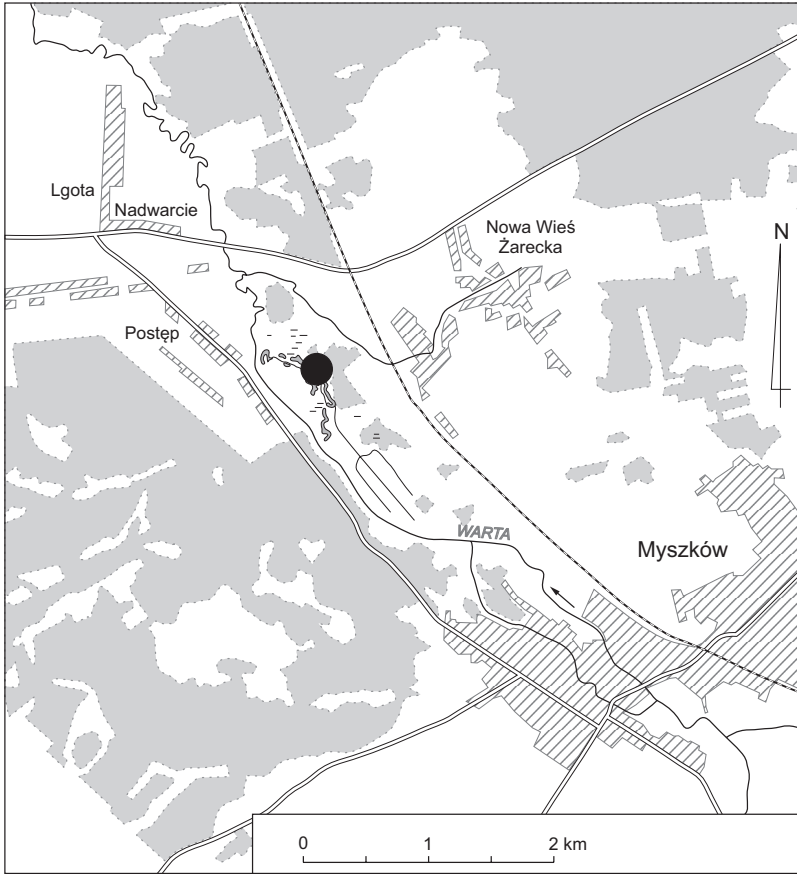 Lgota
Nadwarcie
Nowa Wieś
Żarecka
N
Postęp
WARTA
Myszków
0 1 2 km